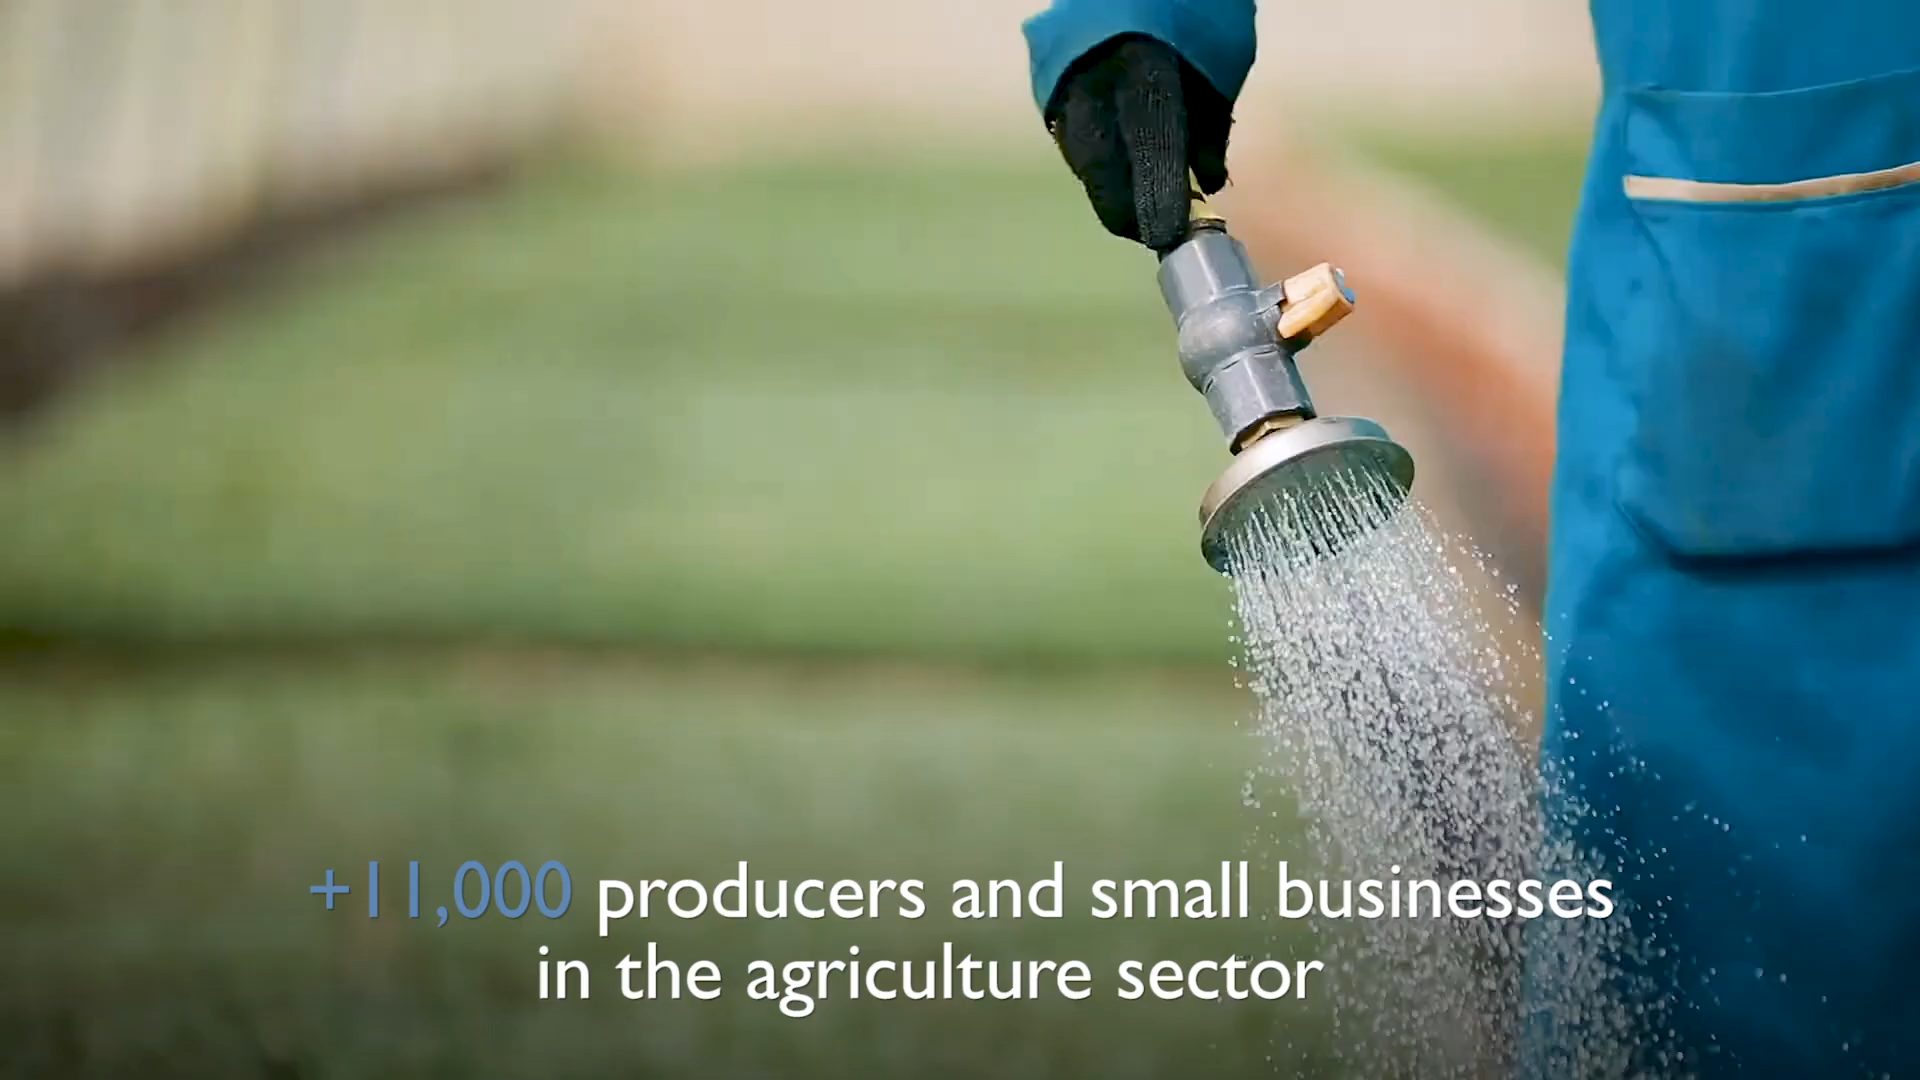 +11,000 producers and small businesses
in the agriculture sector